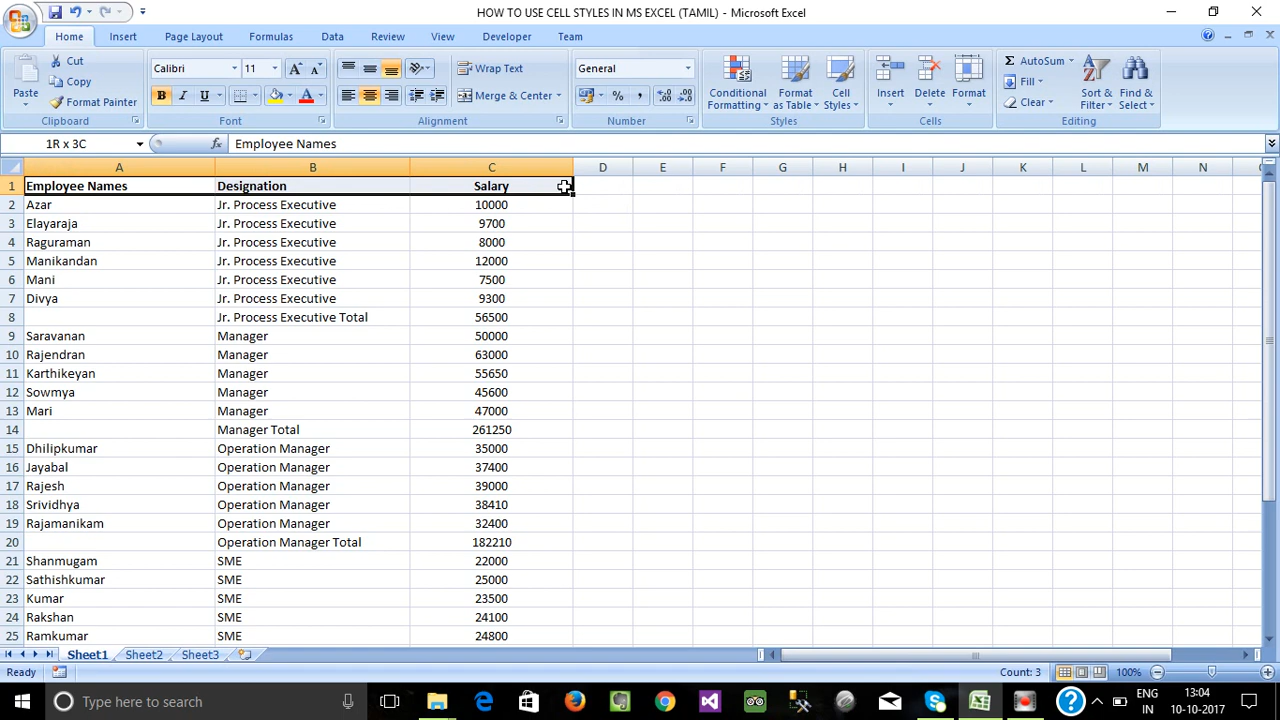 HOW TO USE CELL STYLES IN MS EXCEL (TAMIL) - Microsoft Excel
Home Insert Page Layout Formulas Data Review View Developer Team
Paste
Cut
Copy
Format Painter
Clipboard
Calibri 11
B I U
A
Font
Wrap Text
Merge & Center
Alignment
General
%
Number
Conditional Formatting
Format as Table
Cell Styles
Styles
Insert Delete Format
Cells
Σ AutoSum
Fill
Clear
Sort & Filter
Find & Select
Editing
1R x 3C fx Employee Names
A B C D E F G H I J K L M N
1 Employee Names Designation Salary
2 Azar Jr. Process Executive 10000
3 Elayaraja Jr. Process Executive 9700
4 Raguraman Jr. Process Executive 8000
5 Manikandan Jr. Process Executive 12000
6 Mani Jr. Process Executive 7500
7 Divya Jr. Process Executive 9300
8 Jr. Process Executive Total 56500
9 Saravanan Manager 50000
10 Rajendran Manager 63000
11 Karthikeyan Manager 55650
12 Sowmya Manager 45600
13 Mari Manager 47000
14 Manager Total 261250
15 Dhilipkumar Operation Manager 35000
16 Jayabal Operation Manager 37400
17 Rajesh Operation Manager 39000
18 Srividhya Operation Manager 38410
19 Rajamanikam Operation Manager 32400
20 Operation Manager Total 182210
21 Shanmugam SME 22000
22 Sathishkumar SME 25000
23 Kumar SME 23500
24 Rakshan SME 24100
25 Ramkumar SME 24800
Sheet1 Sheet2 Sheet3
Ready Count: 3 100%
Type here to search
ENG
IN
13:04
10-10-2017